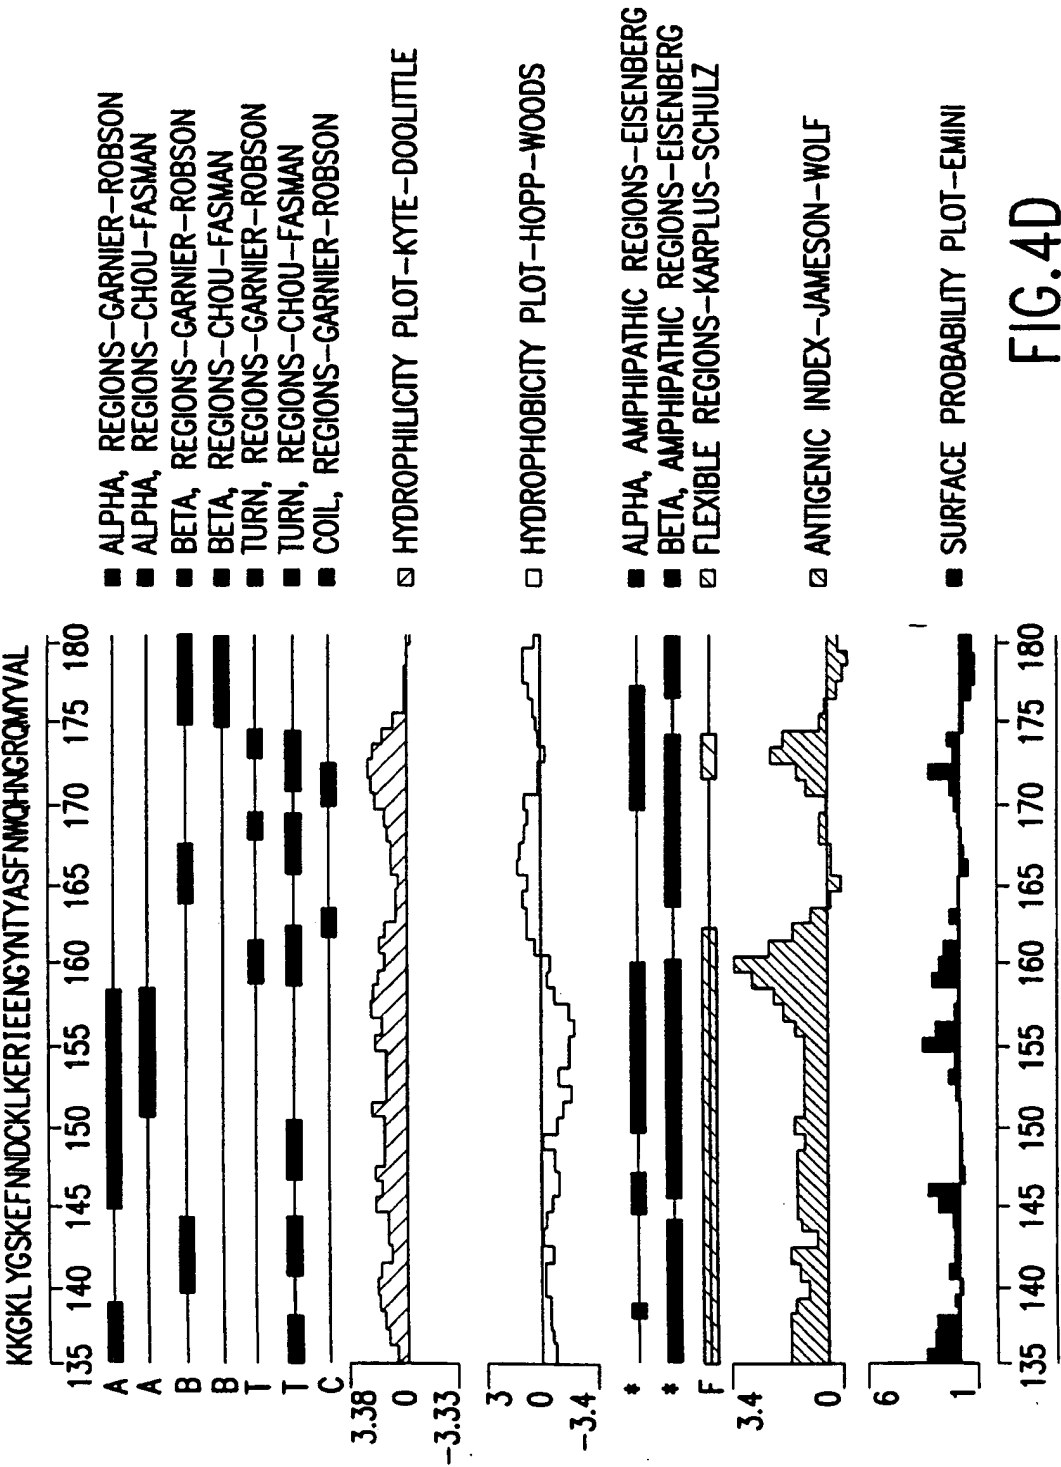 KKGKLYGSKEFNNDCKLKERIEENGYNTYASFNWQHNGRQMYVAL
135 140 145 150 155 160 165 170 175 180
A ALPHA, REGIONS-GARNIER-ROBSON
A ALPHA, REGIONS-CHOU-FASMAN
B BETA, REGIONS-GARNIER-ROBSON
B BETA, REGIONS-CHOU-FASMAN
T TURN, REGIONS-GARNIER-ROBSON
T TURN, REGIONS-CHOU-FASMAN
C COIL, REGIONS-GARNIER-ROBSON
3.38
0
-3.33
HYDROPHILICITY PLOT-KYTE-DOOLITTLE
3
0
-3.4
HYDROPHOBICITY PLOT-HOPP-WOODS
* ALPHA, AMPHIPATHIC REGIONS-EISENBERG
* BETA, AMPHIPATHIC REGIONS-EISENBERG
F FLEXIBLE REGIONS-KARPLUS-SCHULZ
3.4
0
ANTIGENIC INDEX-JAMESON-WOLF
6
1
SURFACE PROBABILITY PLOT-EMINI
135 140 145 150 155 160 165 170 175 180
FIG.4D